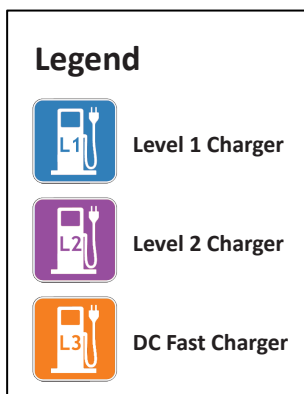 Legend
L1
Level 1 Charger
L2
Level 2 Charger
L3
DC Fast Charger